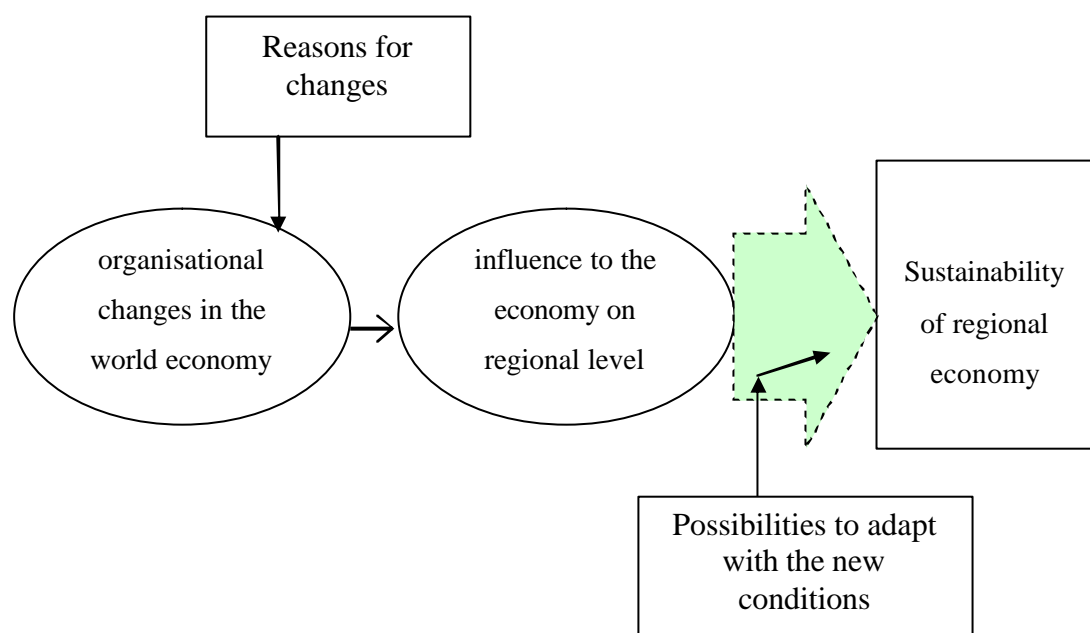 Reasons for
changes
organisational
changes in the
world economy
influence to the
economy on
regional level
Sustainability
of regional
economy
Possibilities to adapt
with the new
conditions